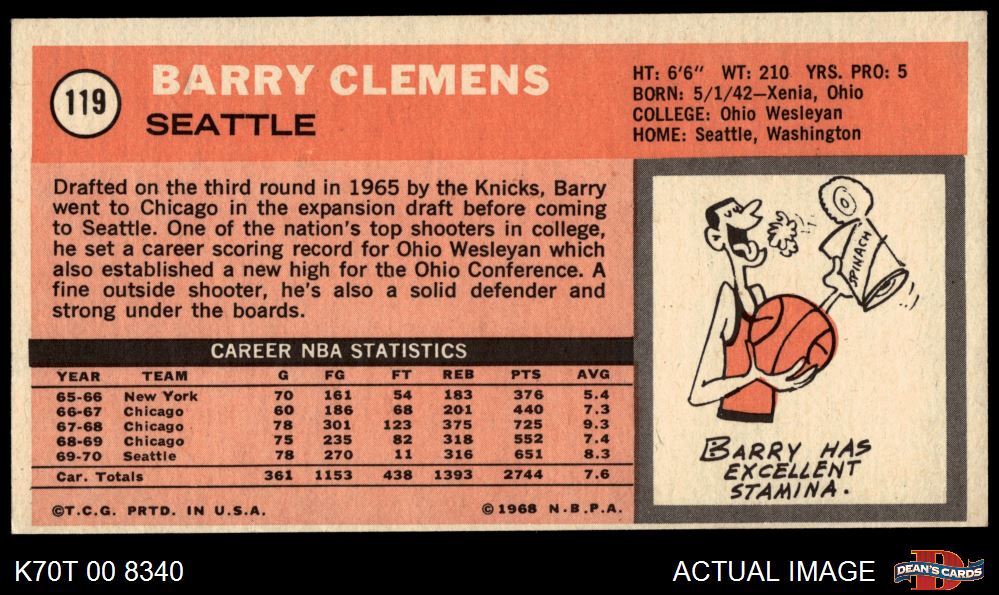 119
BARRY CLEMENS
SEATTLE
HT: 6'6" WT: 210 YRS. PRO: 5
BORN: 5/1/42—Xenia, Ohio
COLLEGE: Ohio Wesleyan
HOME: Seattle, Washington
Drafted on the third round in 1965 by the Knicks, Barry
went to Chicago in the expansion draft before coming
to Seattle. One of the nation's top shooters in college,
he set a career scoring record for Ohio Wesleyan which
also established a new high for the Ohio Conference. A
fine outside shooter, he's also a solid defender and
strong under the boards.
SPINACH
BARRY HAS
EXCELLENT
STAMINA.
CAREER NBA STATISTICS
YEAR TEAM G FG FT REB PTS AVG
65-66 New York 70 161 54 183 376 5.4
66-67 Chicago 60 186 68 201 440 7.3
67-68 Chicago 78 301 123 375 725 9.3
68-69 Chicago 75 235 82 318 552 7.4
69-70 Seattle 78 270 11 316 651 8.3
Car. Totals 361 1153 438 1393 2744 7.6
©T.C.G. PRTD. IN U.S.A. ©1968 N.B.P.A.
K70T 00 8340
ACTUAL IMAGE
D
DEAN'S CARDS